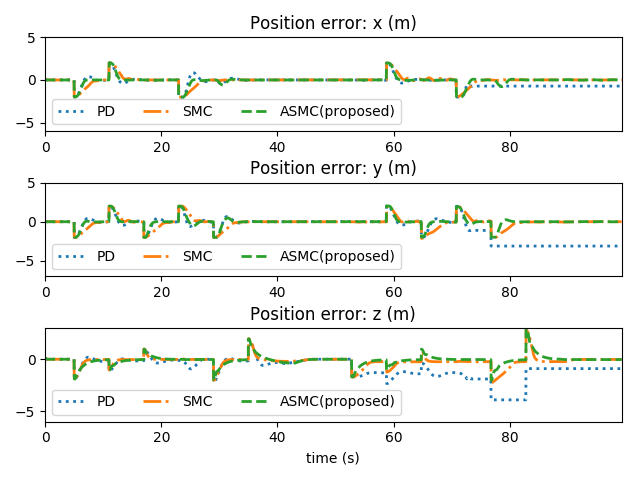 Position error: x (m)
5
0
−5
PD SMC ASMC(proposed)
0 20 40 60 80
Position error: y (m)
5
0
−5
PD SMC ASMC(proposed)
0 20 40 60 80
Position error: z (m)
0
−5
PD SMC ASMC(proposed)
0 20 40 60 80
time (s)